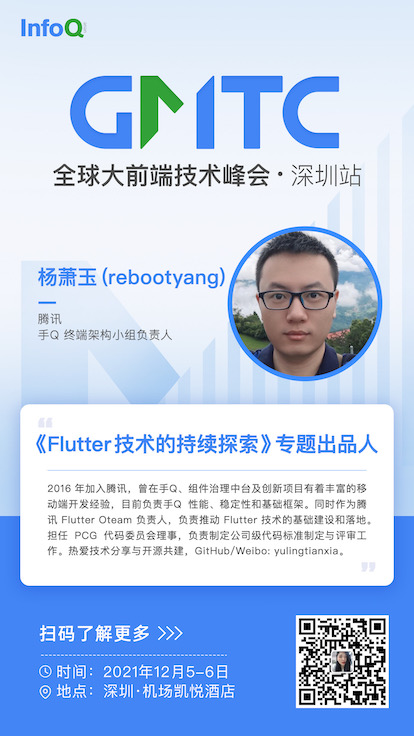 InfoQ
GMTC
全球大前端技术峰会·深圳站
杨萧玉(rebootyang)
腾讯
手Q 终端架构小组负责人
《Flutter技术的持续探索》专题出品人
2016 年加入腾讯，曾在手Q、组件治理中台及创新项目有着丰富的移
动端开发经验，目前负责手Q 性能、稳定性和基础框架。同时作为腾
讯 Flutter Oteam 负责人，负责推动 Flutter 技术的基础建设和落地。
担任 PCG 代码委员会理事，负责制定公司级代码标准制定与评审工
作。热爱技术分享与开源共建，GitHub/Weibo: yulingtianxia。
扫码了解更多 >>>
时间：2021年12月5-6日
地点：深圳·机场凯悦酒店